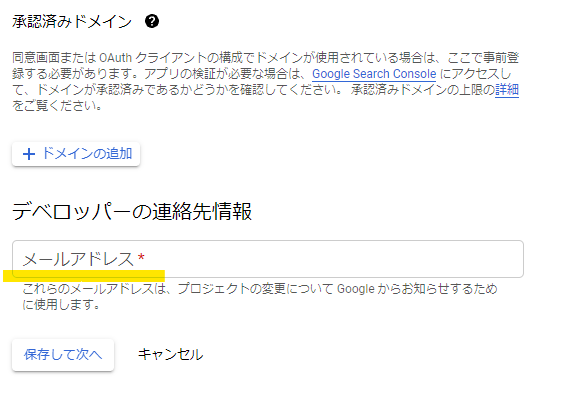 承認済みドメイン ?
同意画面または OAuth クライアントの構成でドメインが使用されている場合は、ここで事前登
録する必要があります。アプリの検証が必要な場合は、Google Search Console にアクセスし
て、ドメインが承認済みであるかどうかを確認してください。 承認済みドメインの上限の詳細
をご覧ください。
+ ドメインの追加
デベロッパーの連絡先情報
メールアドレス *
これらのメールアドレスは、プロジェクトの変更について Google からお知らせするため
に使用します。
保存して次へ キャンセル